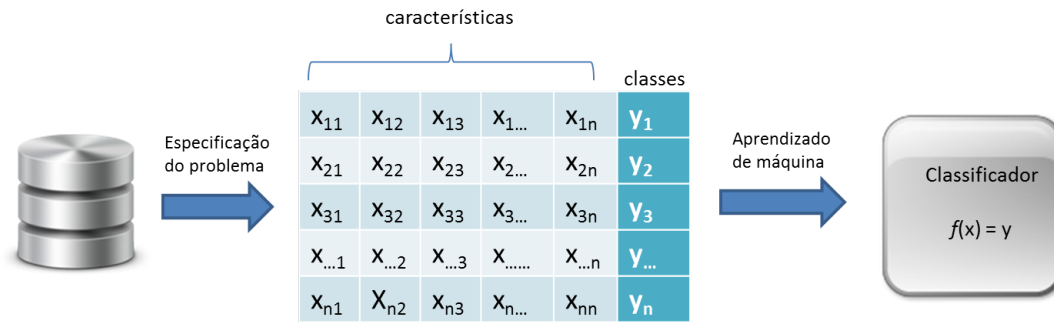 características
classes
Especificação
do problema
x11 x12 x13 x1... x1n y1
x21 x22 x23 x2... x2n y2
x31 x32 x33 x3... x3n y3
x...1 x...2 x...3 x...... x...n y...
xn1 Xn2 xn3 xn... xnn yn
Aprendizado
de máquina
Classificador
f(x) = y